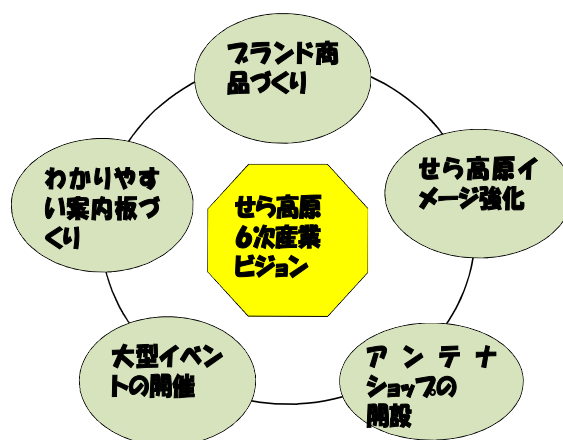 ブランド商
品づくり
せら高原イ
メージ強化
わかりやす
い案内板づ
くり
せら高原
6次産業
ビジョン
大型イベン
トの開催
アンテナ
ショップの
開設